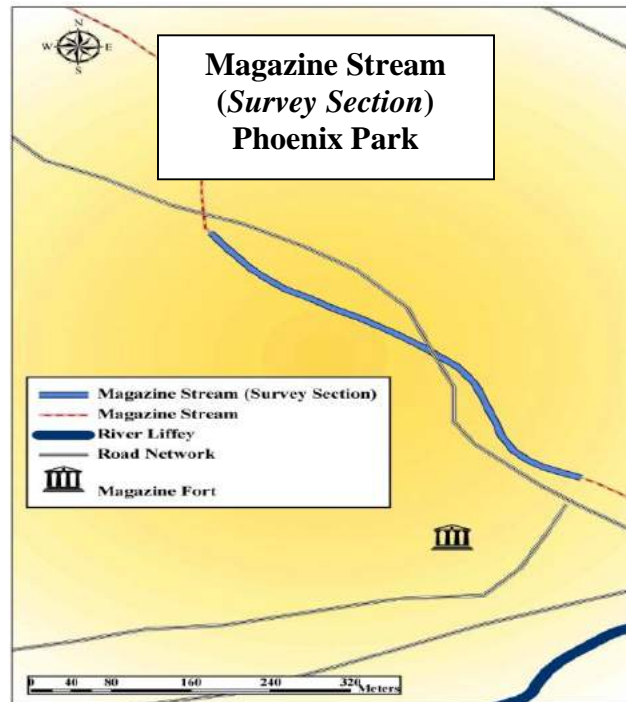 N
W E
S
Magazine Stream
(Survey Section)
Phoenix Park
Magazine Stream (Survey Section)
Magazine Stream
River Liffey
Road Network
Magazine Fort
0 40 80 160 240 320
Meters